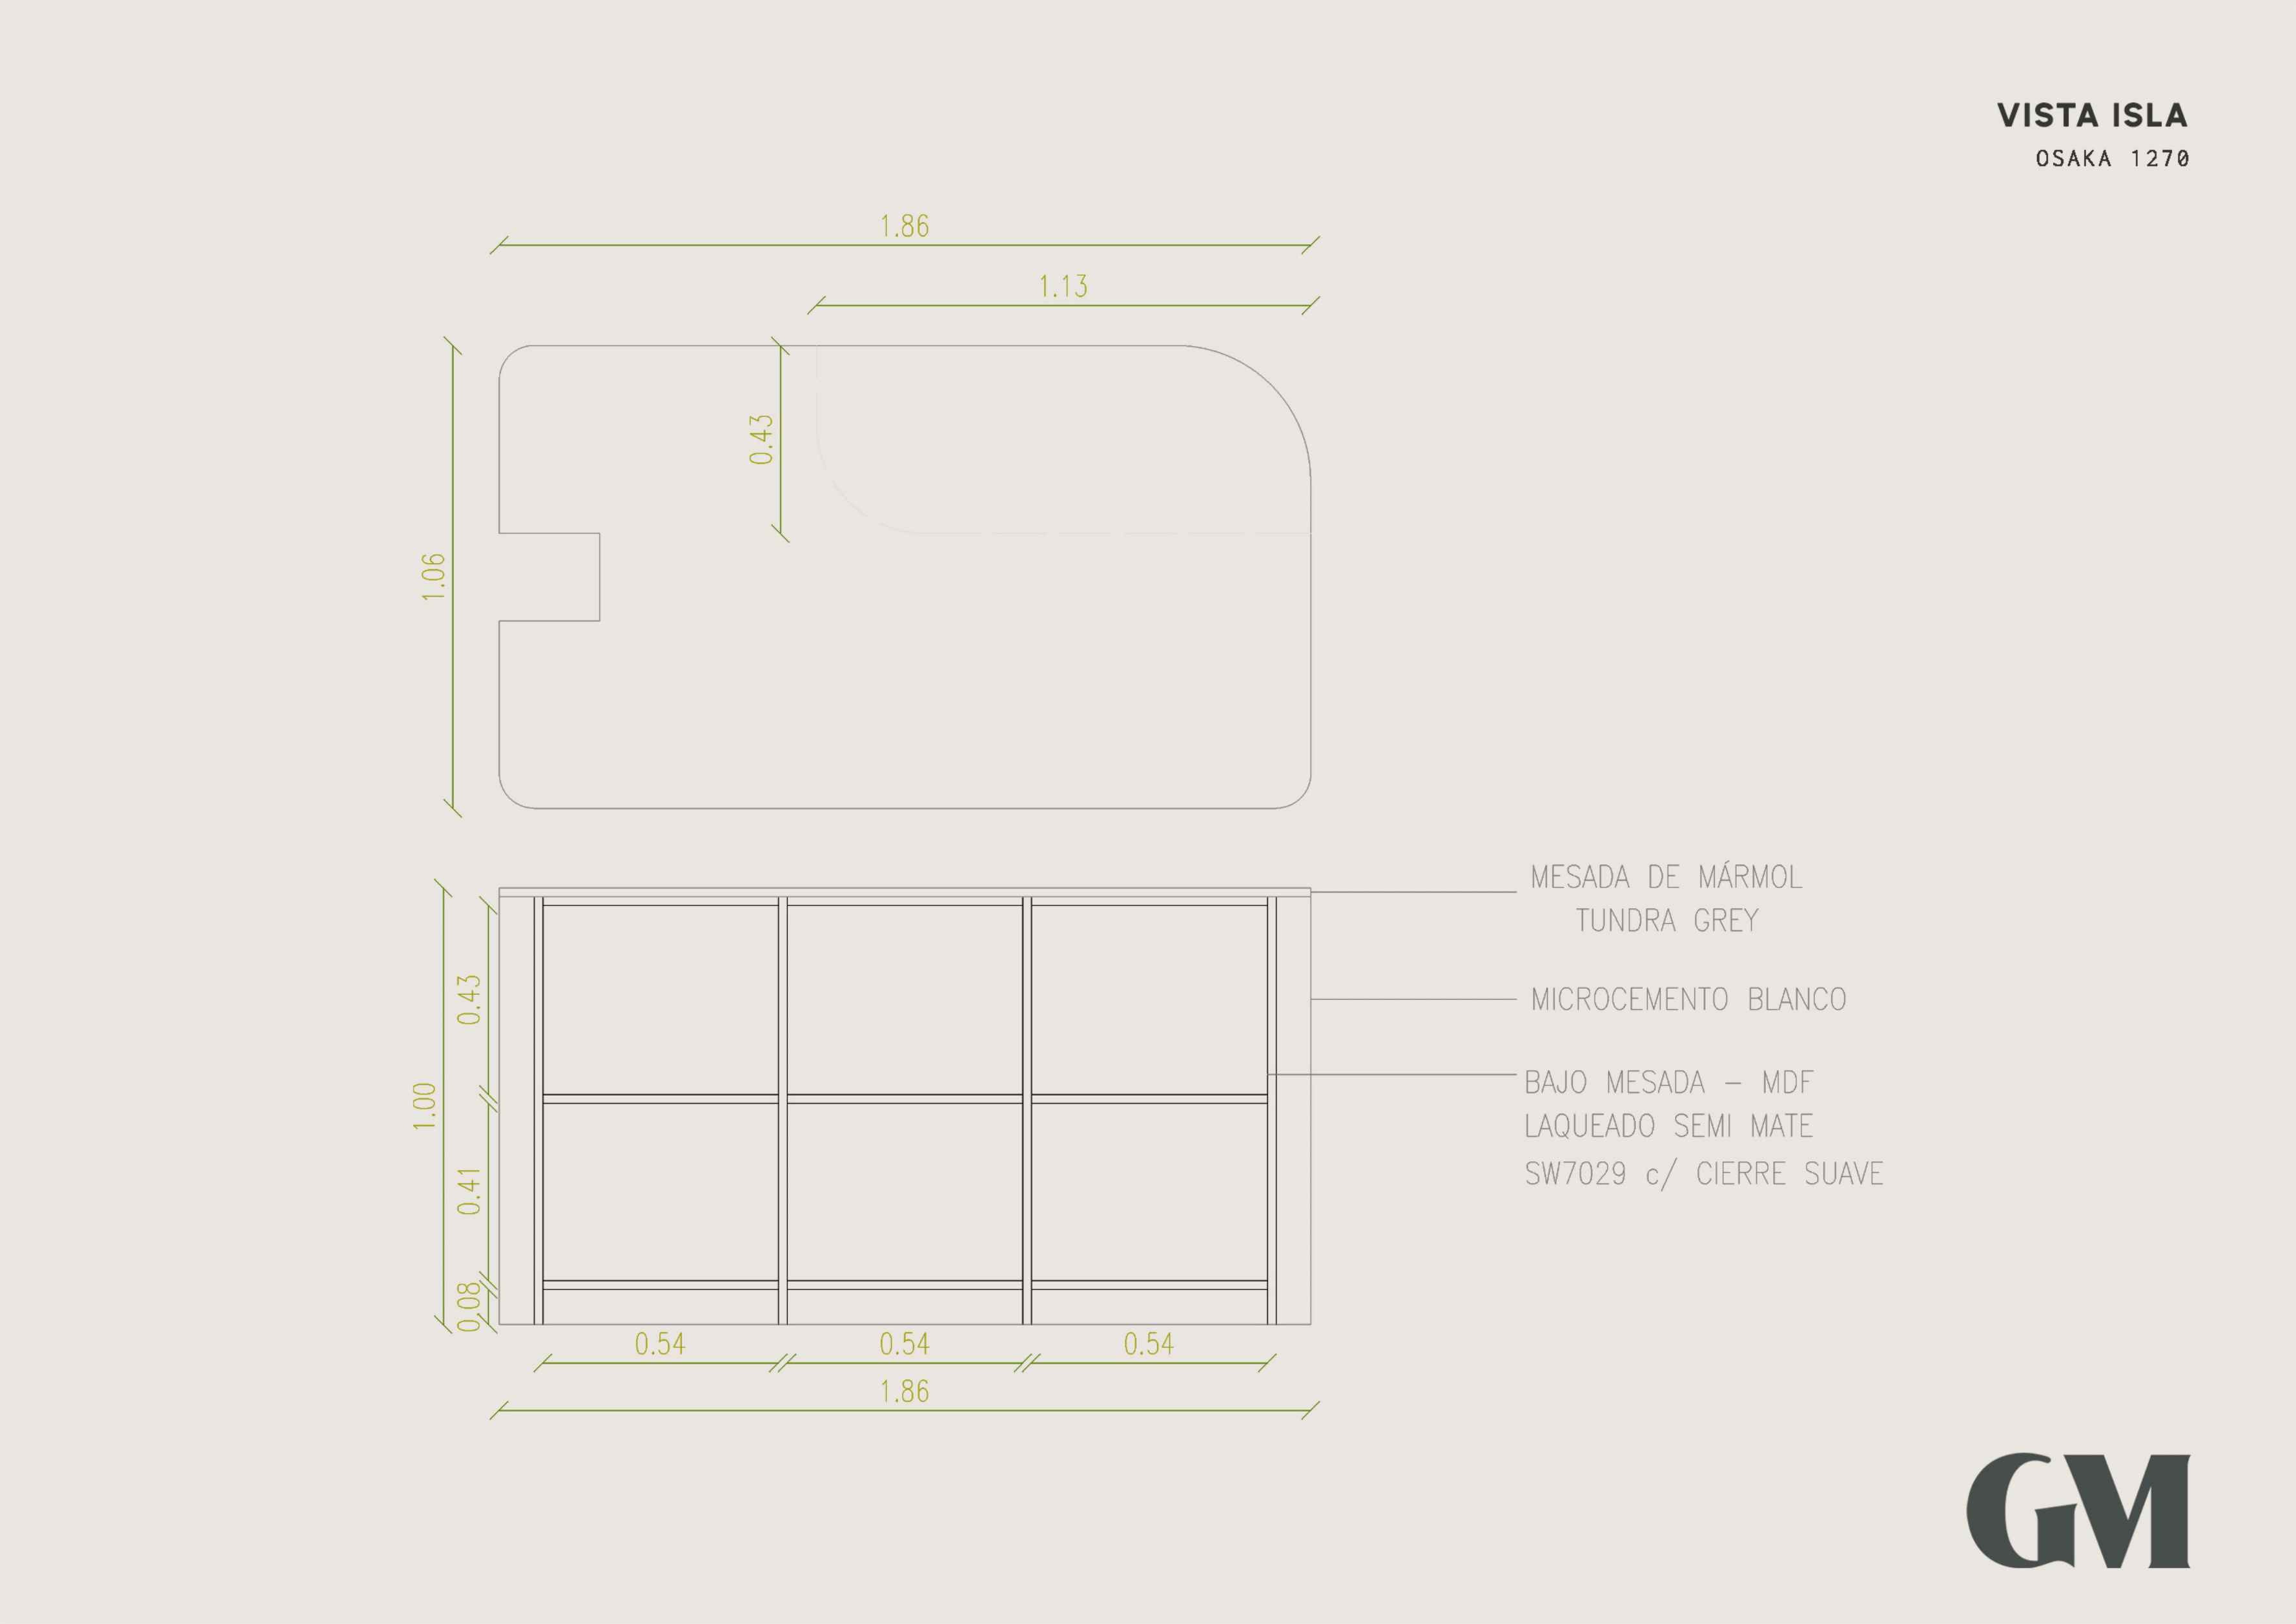 VISTA ISLA
OSAKA 1270
1.86
1.13
0.43
1.06
MESADA DE MÁRMOL
TUNDRA GREY
MICROCEMENTO BLANCO
BAJO MESADA – MDF
LAQUEADO SEMI MATE
SW7029 c/ CIERRE SUAVE
0.43
1.00
0.41
0.08
0.54 0.54 0.54
1.86
GM